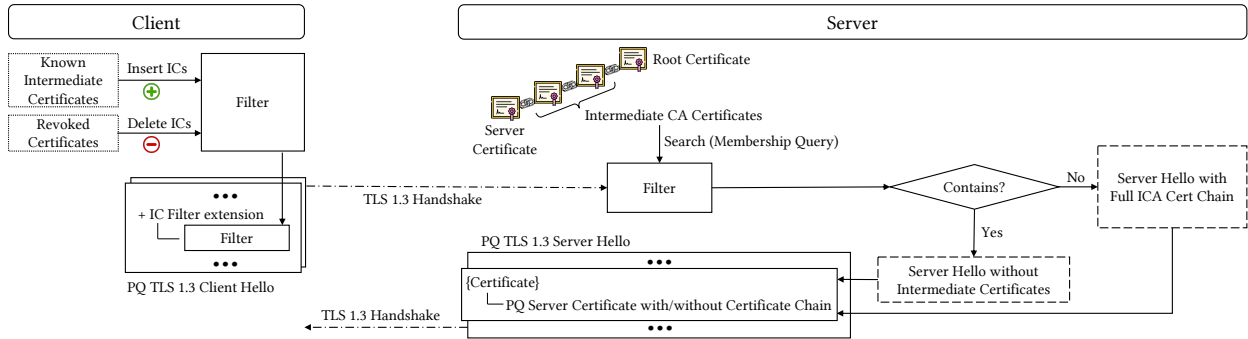 Client
Server
Known
Intermediate
Certificates
Insert ICs
Revoked
Certificates
Delete ICs
Filter
Root Certificate
Intermediate CA Certificates
Server
Certificate
Search (Membership Query)
Filter
Contains?
No
Server Hello with
Full ICA Cert Chain
Yes
Server Hello without
Intermediate Certificates
TLS 1.3 Handshake
•••
+ IC Filter extension
Filter
•••
PQ TLS 1.3 Client Hello
PQ TLS 1.3 Server Hello
•••
{Certificate}
PQ Server Certificate with/without Certificate Chain
•••
TLS 1.3 Handshake